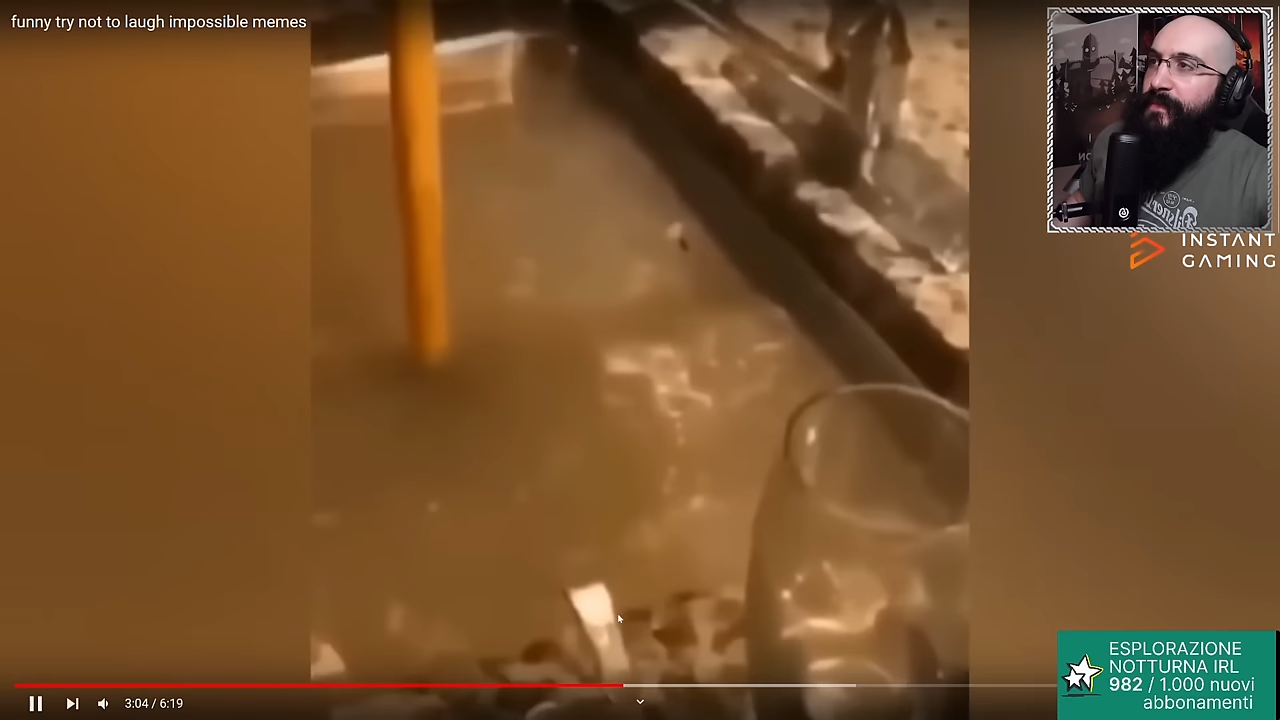 funny try not to laugh impossible memes
INSTANT
GAMING
ESPLORAZIONE
NOTTURNA IRL
982 / 1.000 nuovi
abbonamenti
3:04 / 6:19